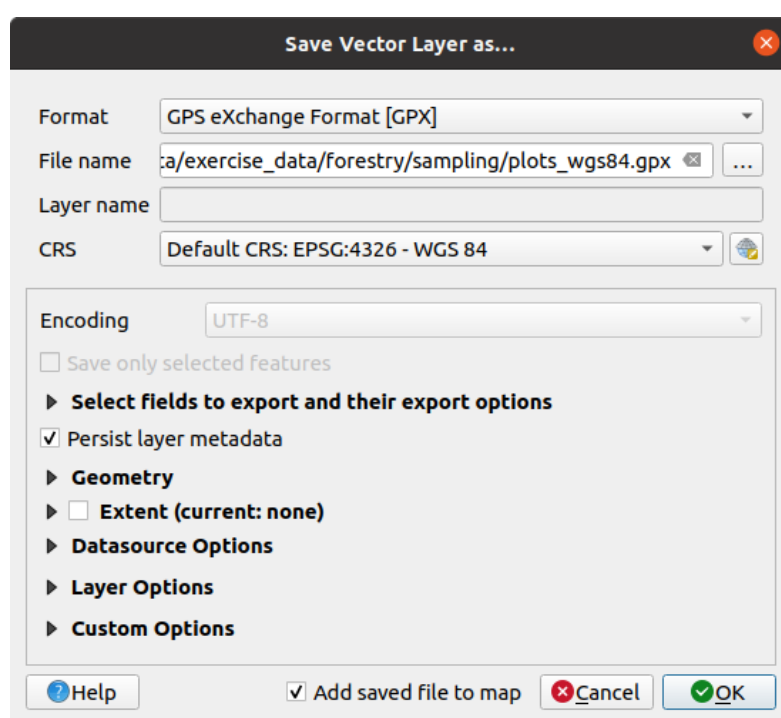 Save Vector Layer as...
Format GPS eXchange Format [GPX]
File name :a/exercise_data/forestry/sampling/plots_wgs84.gpx ...
Layer name
CRS Default CRS: EPSG:4326 - WGS 84
Encoding UTF-8
Save only selected features
Select fields to export and their export options
Persist layer metadata
Geometry
Extent (current: none)
Datasource Options
Layer Options
Custom Options
?Help Add saved file to map Cancel OK